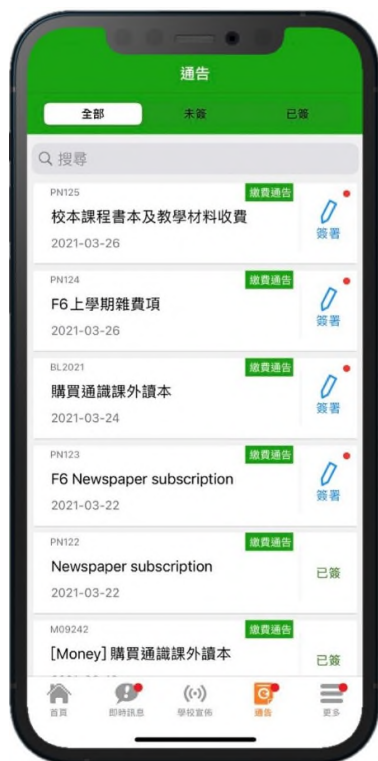 通告
全部 未簽 已簽
搜尋
PN125 繳費通告
校本課程書本及教學材料收費
簽署
2021-03-26
PN124 繳費通告
F6上學期雜費項
簽署
2021-03-26
BL2021 繳費通告
購買通識課外讀本
簽署
2021-03-24
PN123 繳費通告
F6 Newspaper subscription
簽署
2021-03-22
PN122 繳費通告
Newspaper subscription
已簽
2021-03-22
M09242 繳費通告
[Money] 購買通識課外讀本
已簽
首頁 即時訊息 學校宣佈 通告 更多